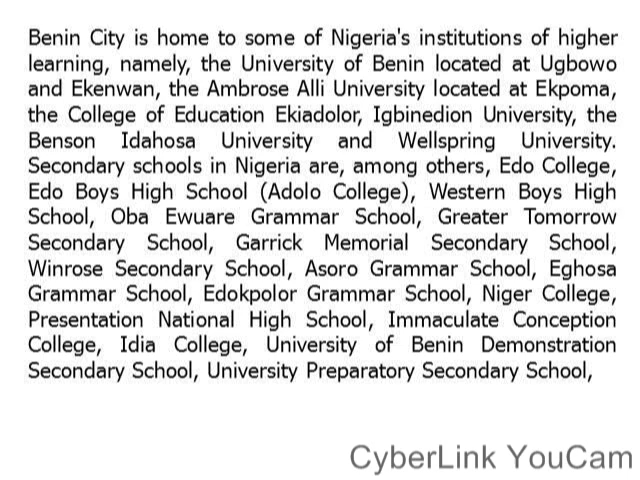 Benin City is home to some of Nigeria's institutions of higher
learning, namely, the University of Benin located at Ugbowo
and Ekenwan, the Ambrose Alli University located at Ekpoma,
the College of Education Ekiadolor, Igbinedion University, the
Benson Idahosa University and Wellspring University.
Secondary schools in Nigeria are, among others, Edo College,
Edo Boys High School (Adolo College), Western Boys High
School, Oba Ewuare Grammar School, Greater Tomorrow
Secondary School, Garrick Memorial Secondary School,
Winrose Secondary School, Asoro Grammar School, Eghosa
Grammar School, Edokpolor Grammar School, Niger College,
Presentation National High School, Immaculate Conception
College, Idia College, University of Benin Demonstration
Secondary School, University Preparatory Secondary School,
CyberLink YouCam